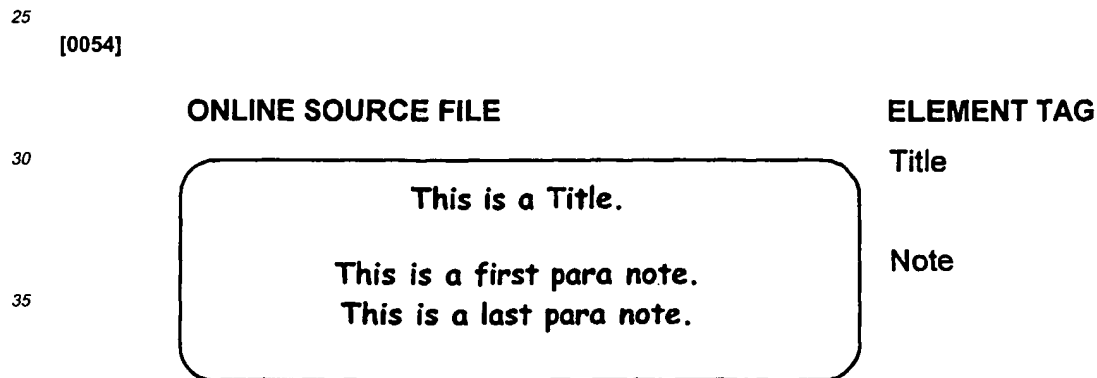 25
[0054]
ONLINE SOURCE FILE ELEMENT TAG
30 Title
This is a Title.
Note
This is a first para note.
35 This is a last para note.